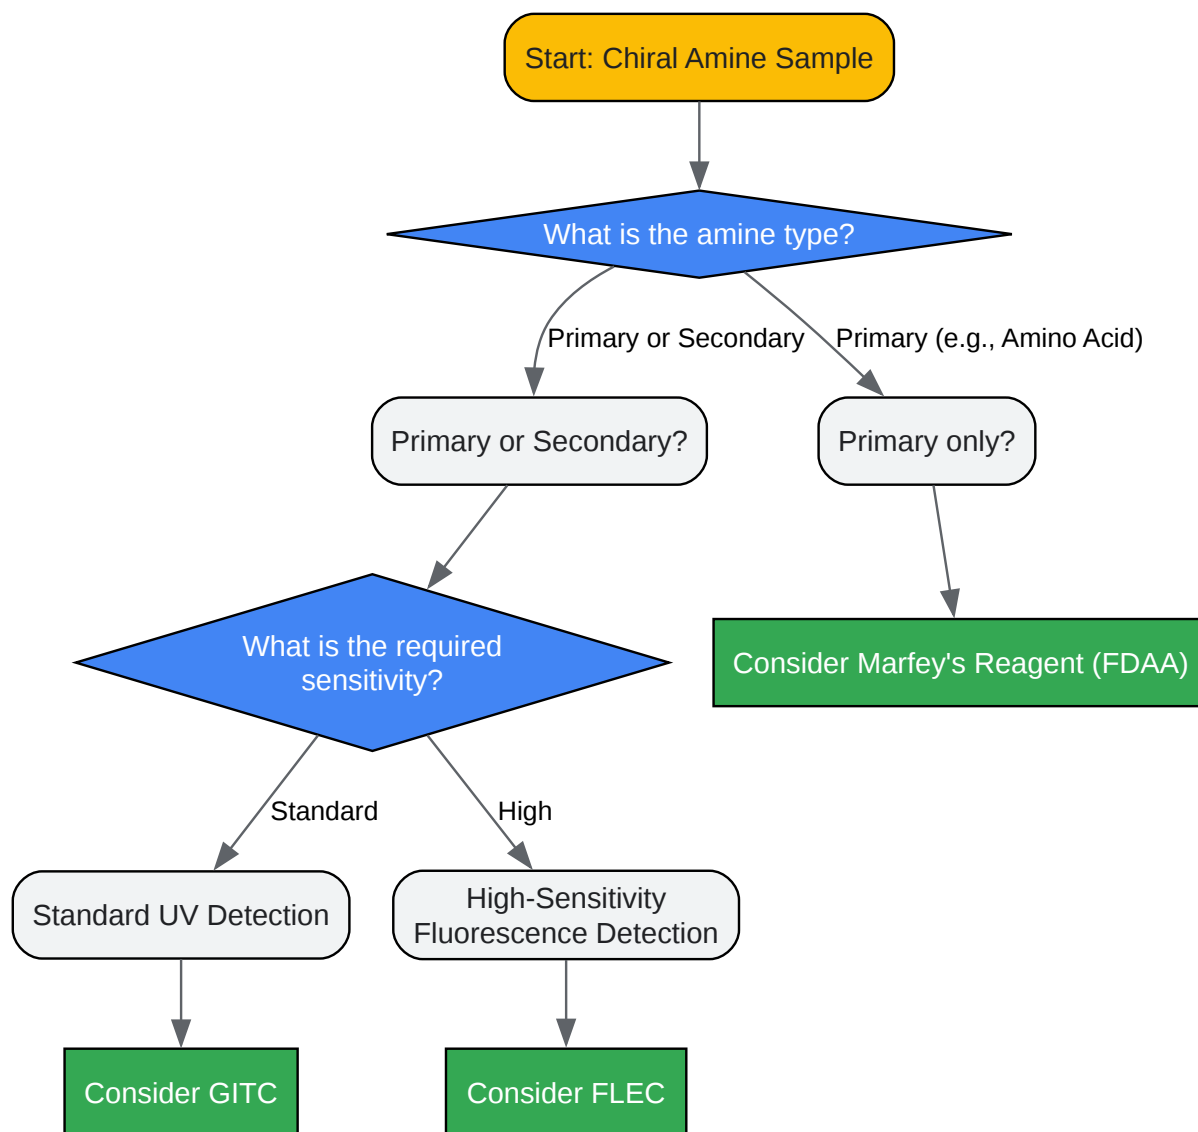 Start: Chiral Amine Sample
What is the amine type?
Primary or Secondary
Primary (e.g., Amino Acid)
Primary or Secondary?
Primary only?
What is the required
sensitivity?
Consider Marfey's Reagent (FDAA)
Standard
High
Standard UV Detection
High-Sensitivity
Fluorescence Detection
Consider GITC
Consider FLEC